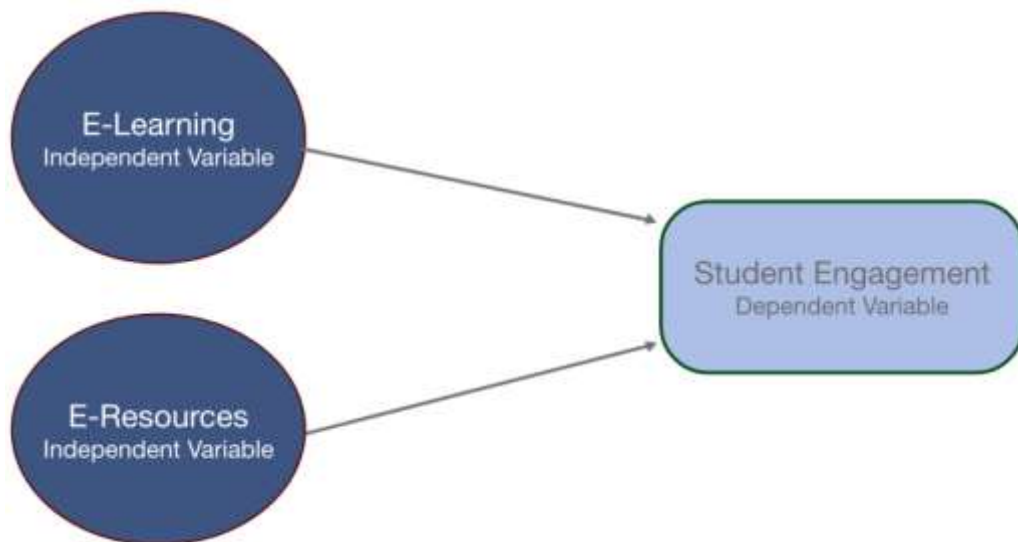 E-Learning
Independent Variable
Student Engagement
Dependent Variable
E-Resources
Independent Variable